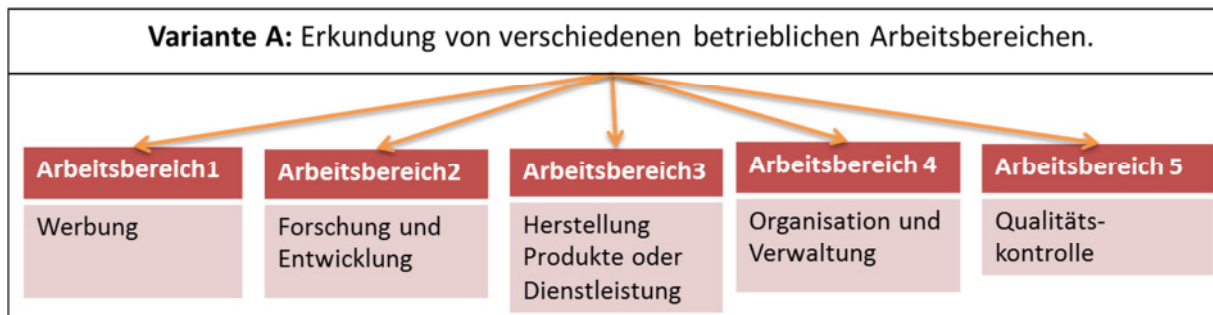 Variante A: Erkundung von verschiedenen betrieblichen Arbeitsbereichen.
Arbeitsbereich1
Werbung
Arbeitsbereich2
Forschung und
Entwicklung
Arbeitsbereich3
Herstellung
Produkte oder
Dienstleistung
Arbeitsbereich 4
Organisation und
Verwaltung
Arbeitsbereich 5
Qualitäts-
kontrolle